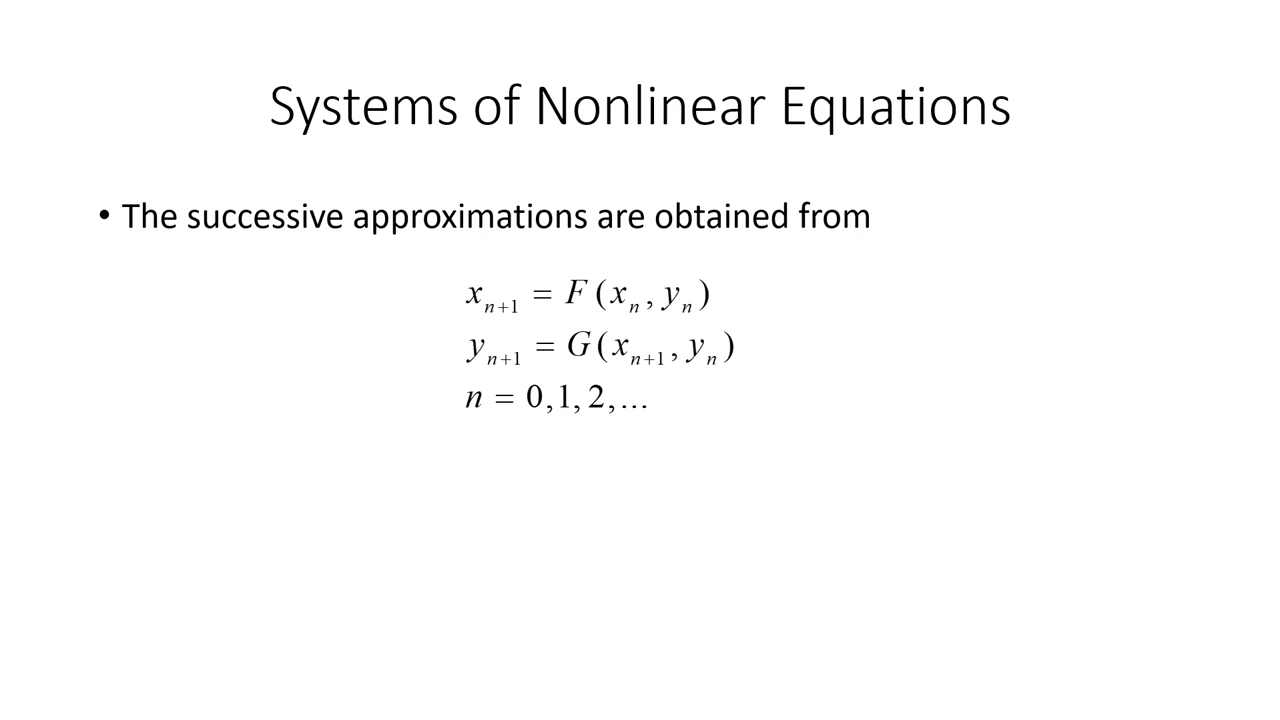 Systems of Nonlinear Equations
• The successive approximations are obtained from
xₙ₊₁ = F(xₙ, yₙ)
yₙ₊₁ = G(xₙ₊₁, yₙ)
n = 0,1,2,...